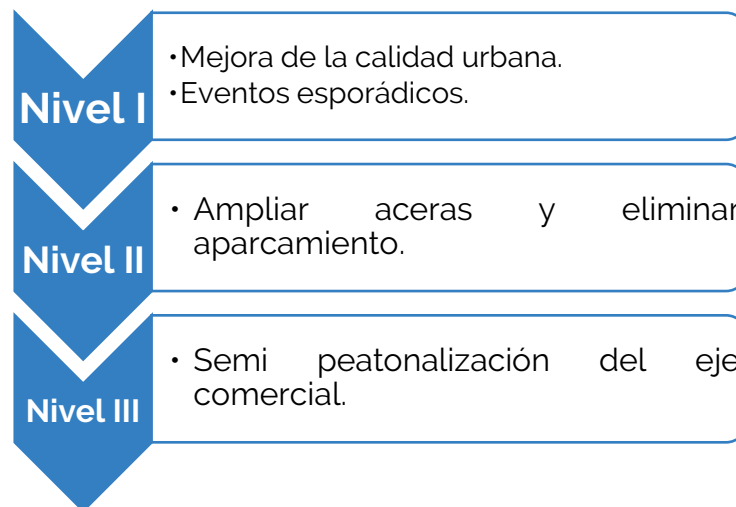 Nivel I
·Mejora de la calidad urbana.
·Eventos esporádicos.
Nivel II
· Ampliar aceras y eliminar
aparcamiento.
Nivel III
· Semi peatonalización del eje
comercial.